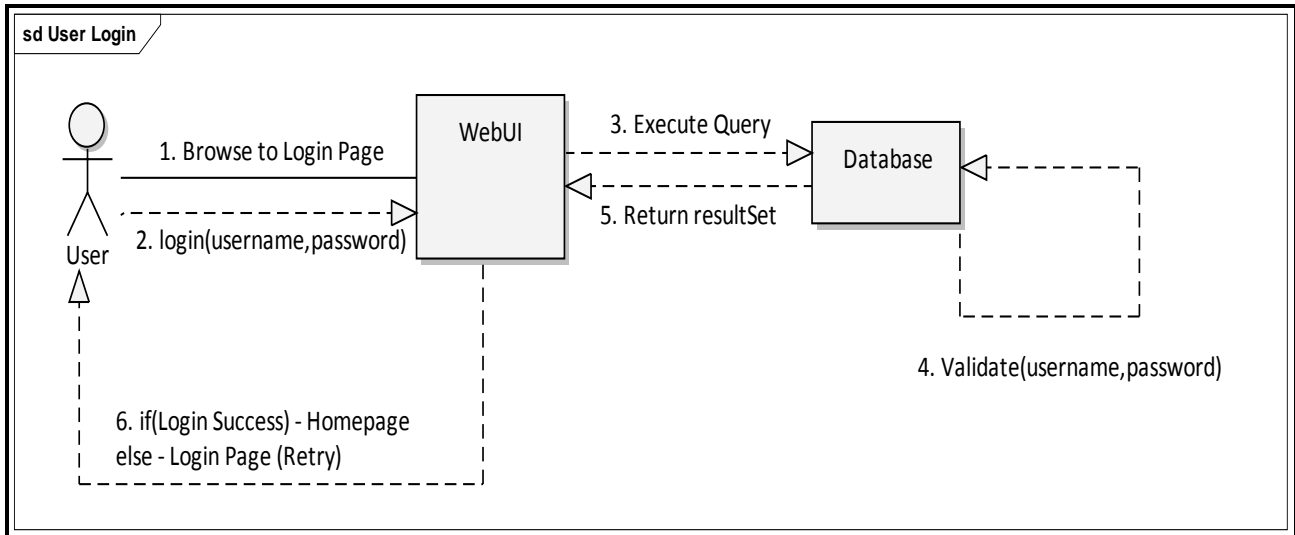 sd User Login
WebUI
3. Execute Query
1. Browse to Login Page
Database
5. Return resultSet
2. login(username,password)
User
4. Validate(username,password)
6. if(Login Success) - Homepage
else - Login Page (Retry)